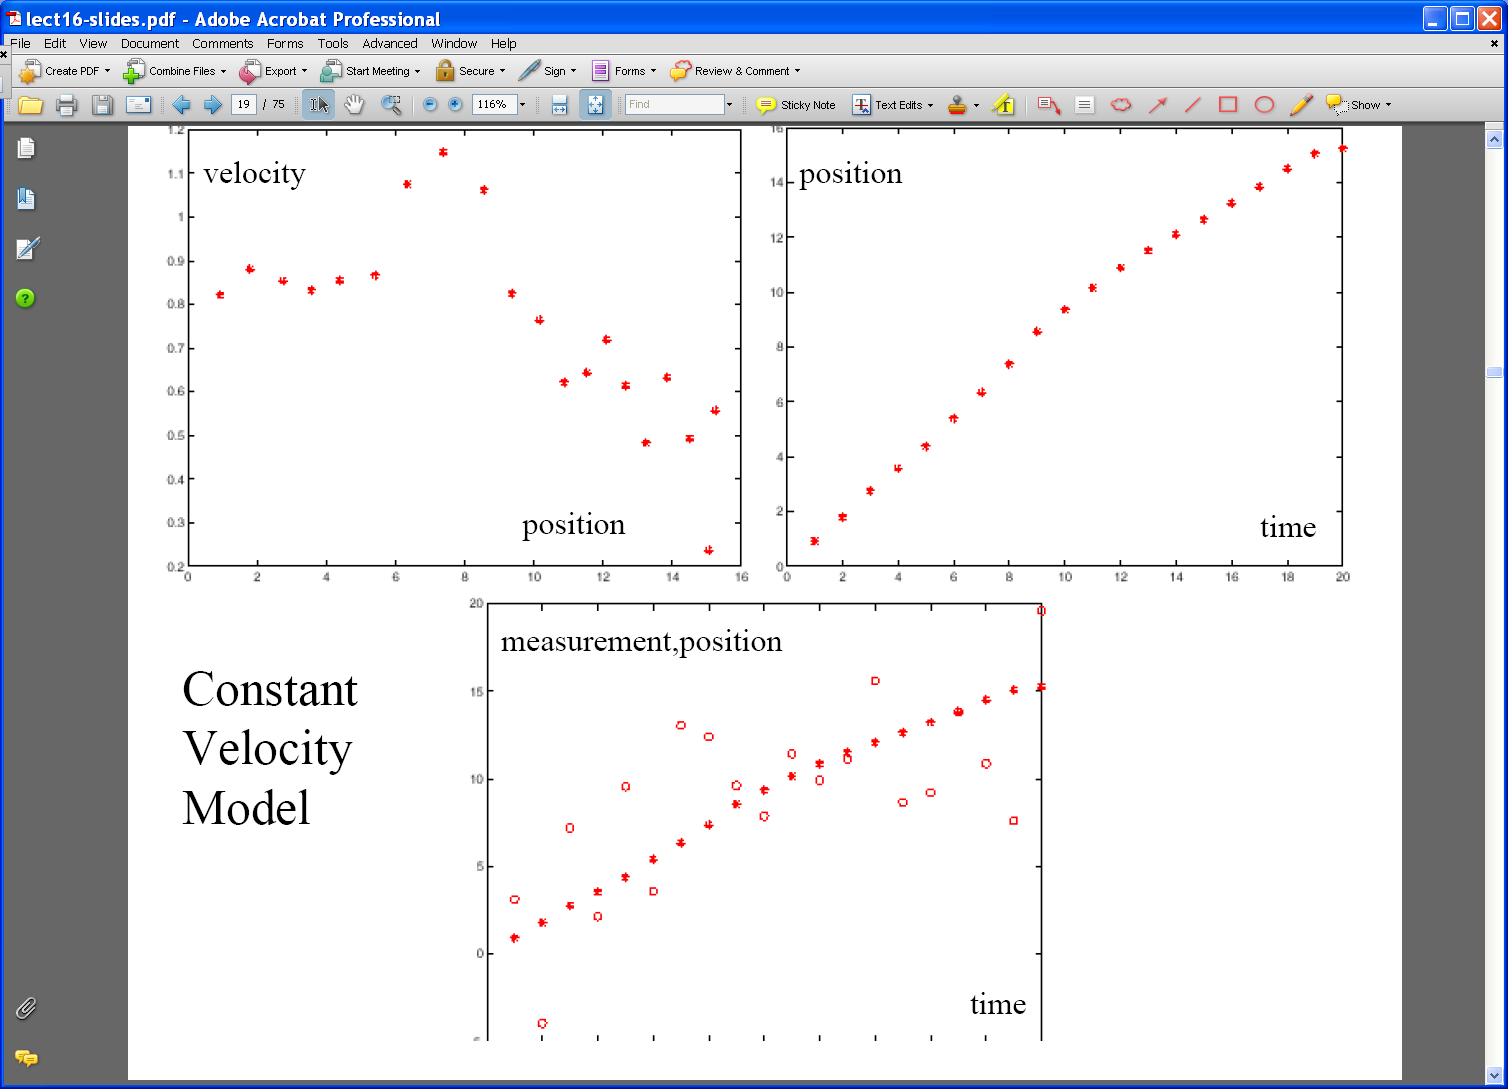 lect16-slides.pdf - Adobe Acrobat Professional
File Edit View Document Comments Forms Tools Advanced Window Help
Create PDF Combine Files Export Start Meeting Secure Sign Forms Review & Comment
19 / 75 116% Find Sticky Note Text Edits Show
velocity
1.2
1.1
1
0.9
0.8
0.7
0.6
0.5
0.4
0.3
0.2
position
0 2 4 6 8 10 12 14 16
position
16
14
12
10
8
6
4
2
0
time
0 2 4 6 8 10 12 14 16 18 20
Constant
Velocity
Model
measurement,position
20
15
10
5
0
time